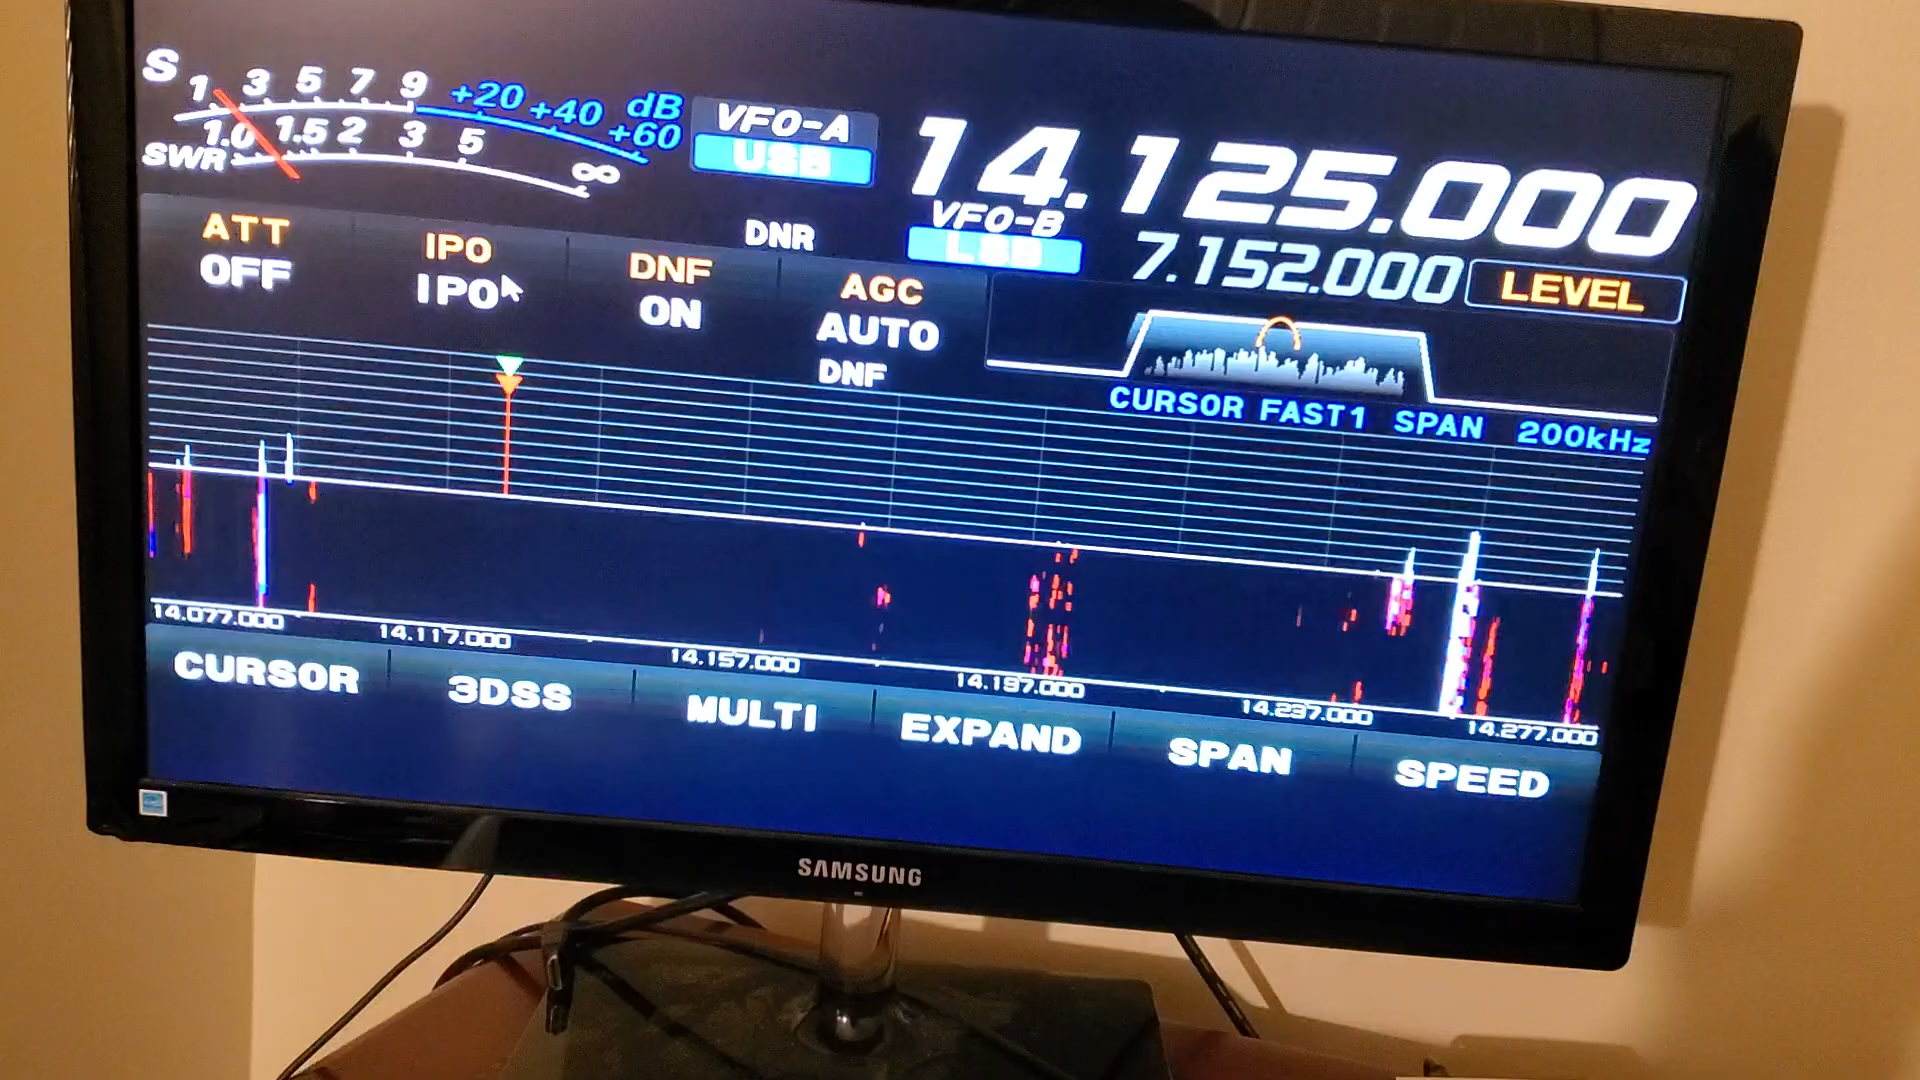 S 1 3 5 7 9 +20 +40 +60 dB
SWR 1.0 1.5 2 3 5 ∞
VFO-A
USB
14.125.000
VFO-B
LSB
7.152.000
LEVEL
DNR
ATT
OFF
IPO
IPO
DNF
ON
AGC
AUTO
DNF
CURSOR FAST1 SPAN 200kHz
14.077.000 14.117.000 14.157.000 14.197.000 14.237.000 14.277.000
CURSOR 3DSS MULTI EXPAND SPAN SPEED
SAMSUNG